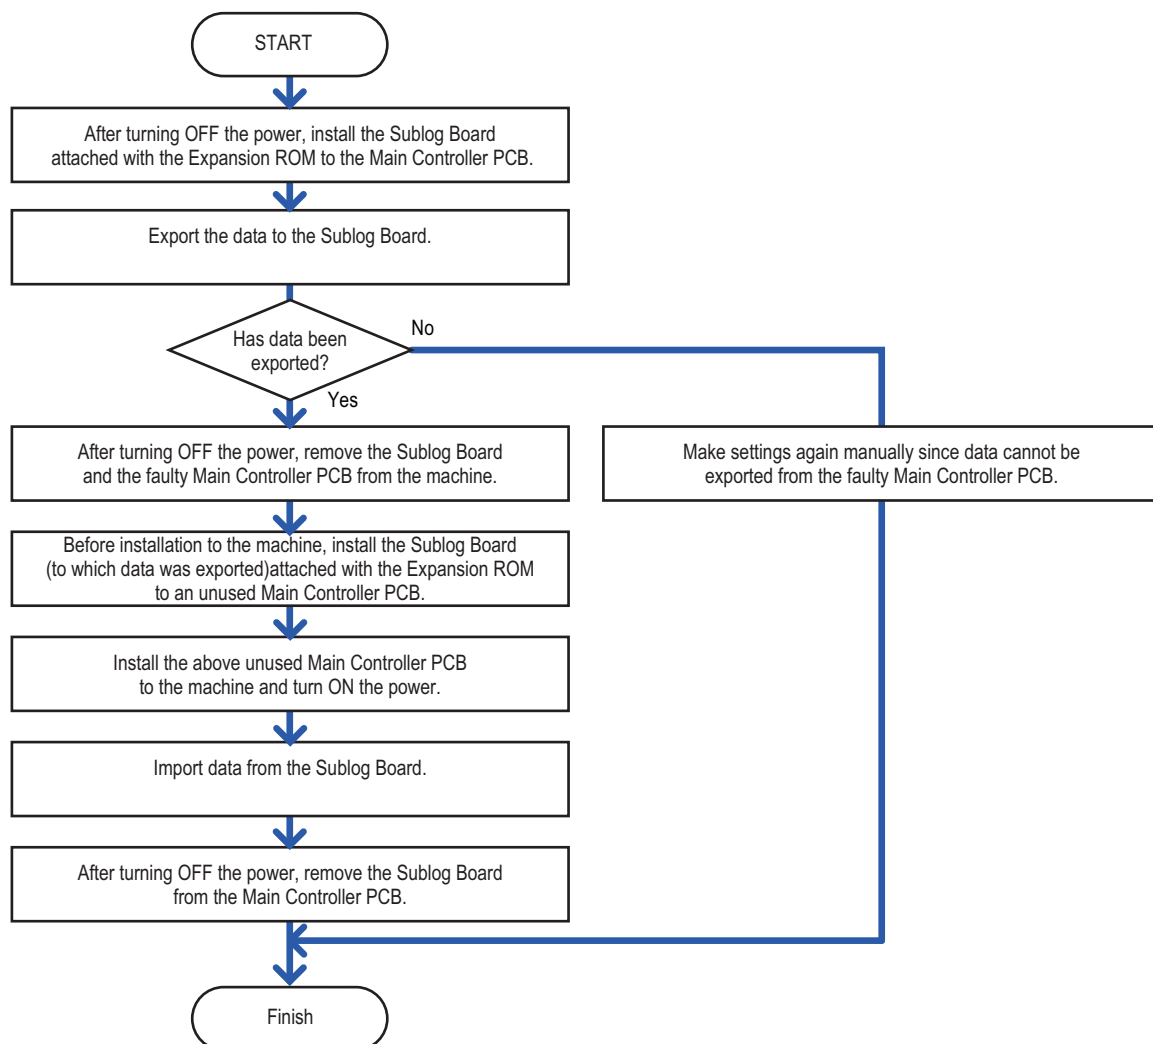 START
After turning OFF the power, install the Sublog Board
attached with the Expansion ROM to the Main Controller PCB.
Export the data to the Sublog Board.
Has data been
exported?
No
Yes
After turning OFF the power, remove the Sublog Board
and the faulty Main Controller PCB from the machine.
Make settings again manually since data cannot be
exported from the faulty Main Controller PCB.
Before installation to the machine, install the Sublog Board
(to which data was exported)attached with the Expansion ROM
to an unused Main Controller PCB.
Install the above unused Main Controller PCB
to the machine and turn ON the power.
Import data from the Sublog Board.
After turning OFF the power, remove the Sublog Board
from the Main Controller PCB.
Finish